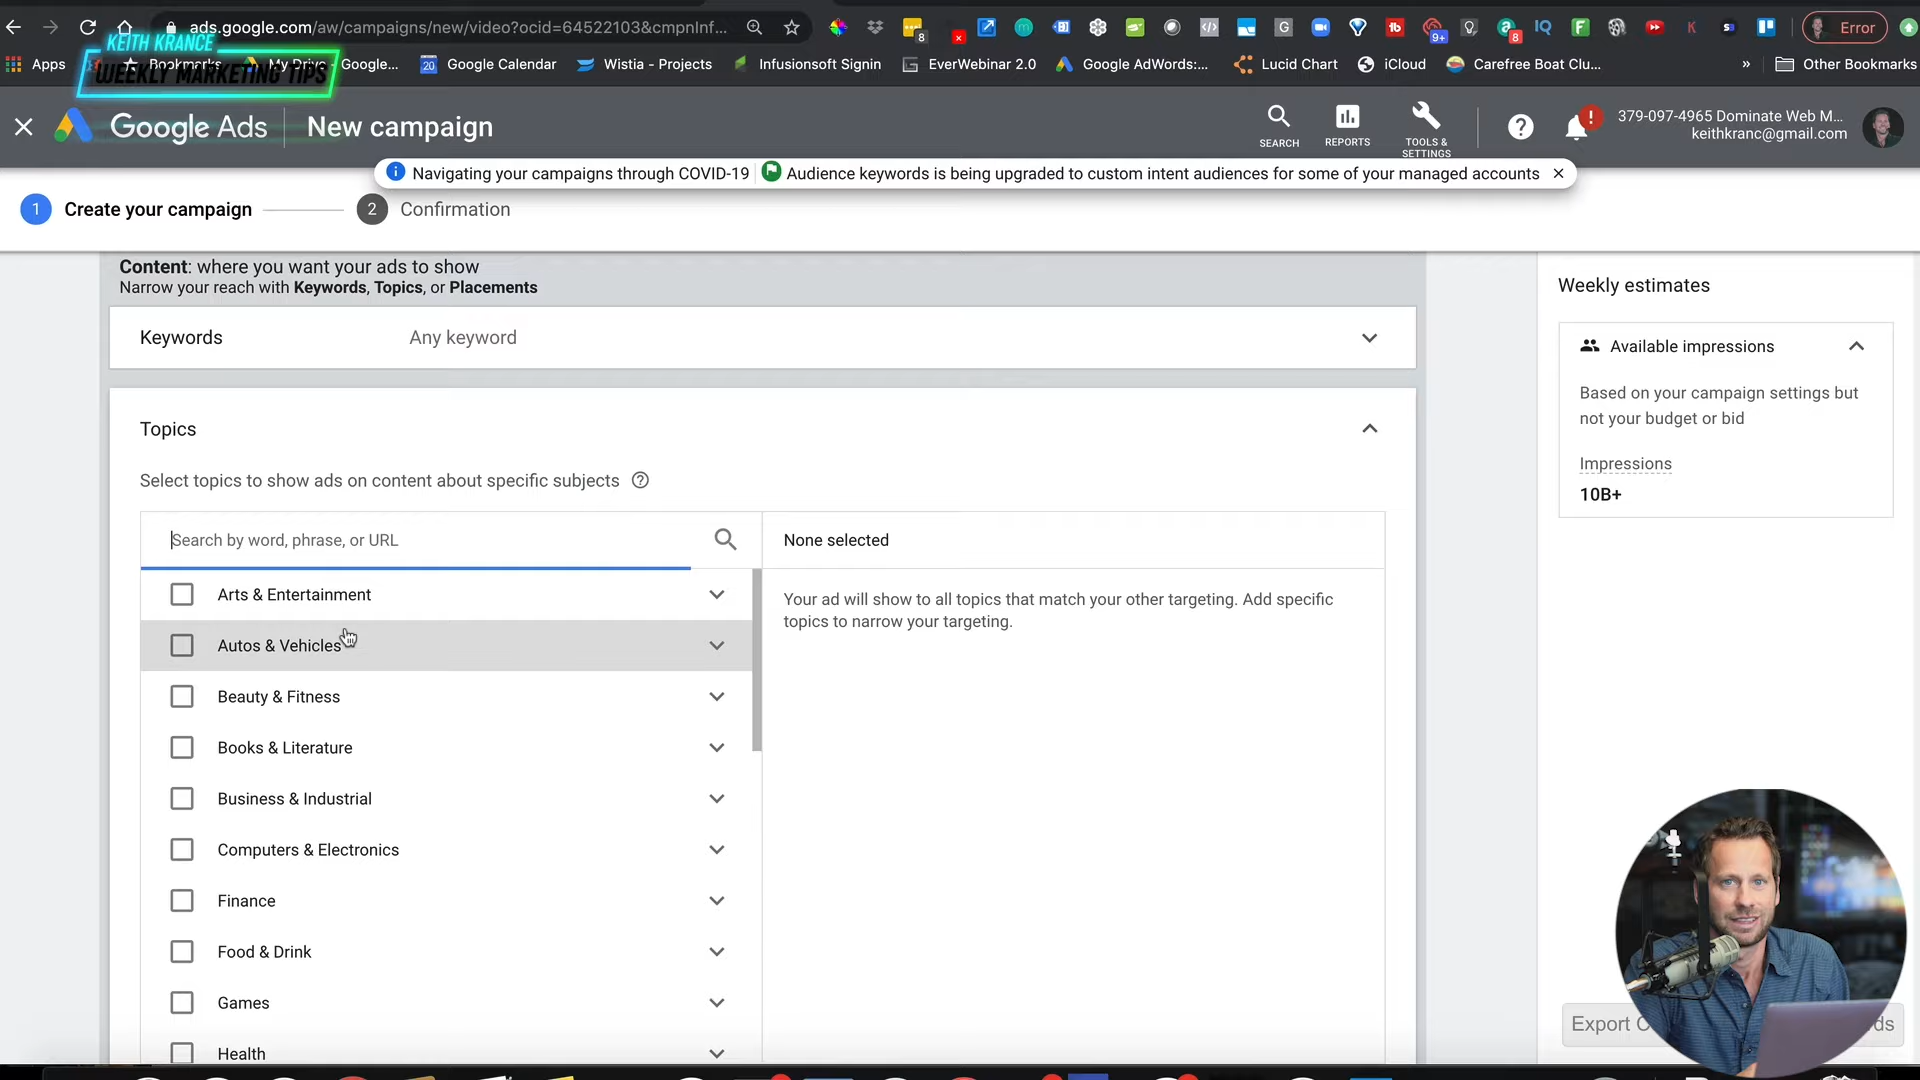 ads.google.com/aw/campaigns/new/video?ocid=64522103&cmpnInf...
8
9+
8
Error
KEITH KRANCE
WEEKLY MARKETING TIPS
Apps
Bookmarks
My Drive - Google...
20
Google Calendar
Wistia - Projects
Infusionsoft Signin
EverWebinar 2.0
Google AdWords:...
Lucid Chart
iCloud
Carefree Boat Clu...
»
Other Bookmarks
Google Ads
New campaign
SEARCH
REPORTS
TOOLS & SETTINGS
379-097-4965 Dominate Web M...
keithkranc@gmail.com
Navigating your campaigns through COVID-19
Audience keywords is being upgraded to custom intent audiences for some of your managed accounts
1
Create your campaign
2
Confirmation
Content: where you want your ads to show
Narrow your reach with Keywords, Topics, or Placements
Keywords
Any keyword
Topics
Select topics to show ads on content about specific subjects
Search by word, phrase, or URL
None selected
Arts & Entertainment
Autos & Vehicles
Beauty & Fitness
Books & Literature
Business & Industrial
Computers & Electronics
Finance
Food & Drink
Games
Health
Your ad will show to all topics that match your other targeting. Add specific
topics to narrow your targeting.
Weekly estimates
Available impressions
Based on your campaign settings but
not your budget or bid
Impressions
10B+
Export